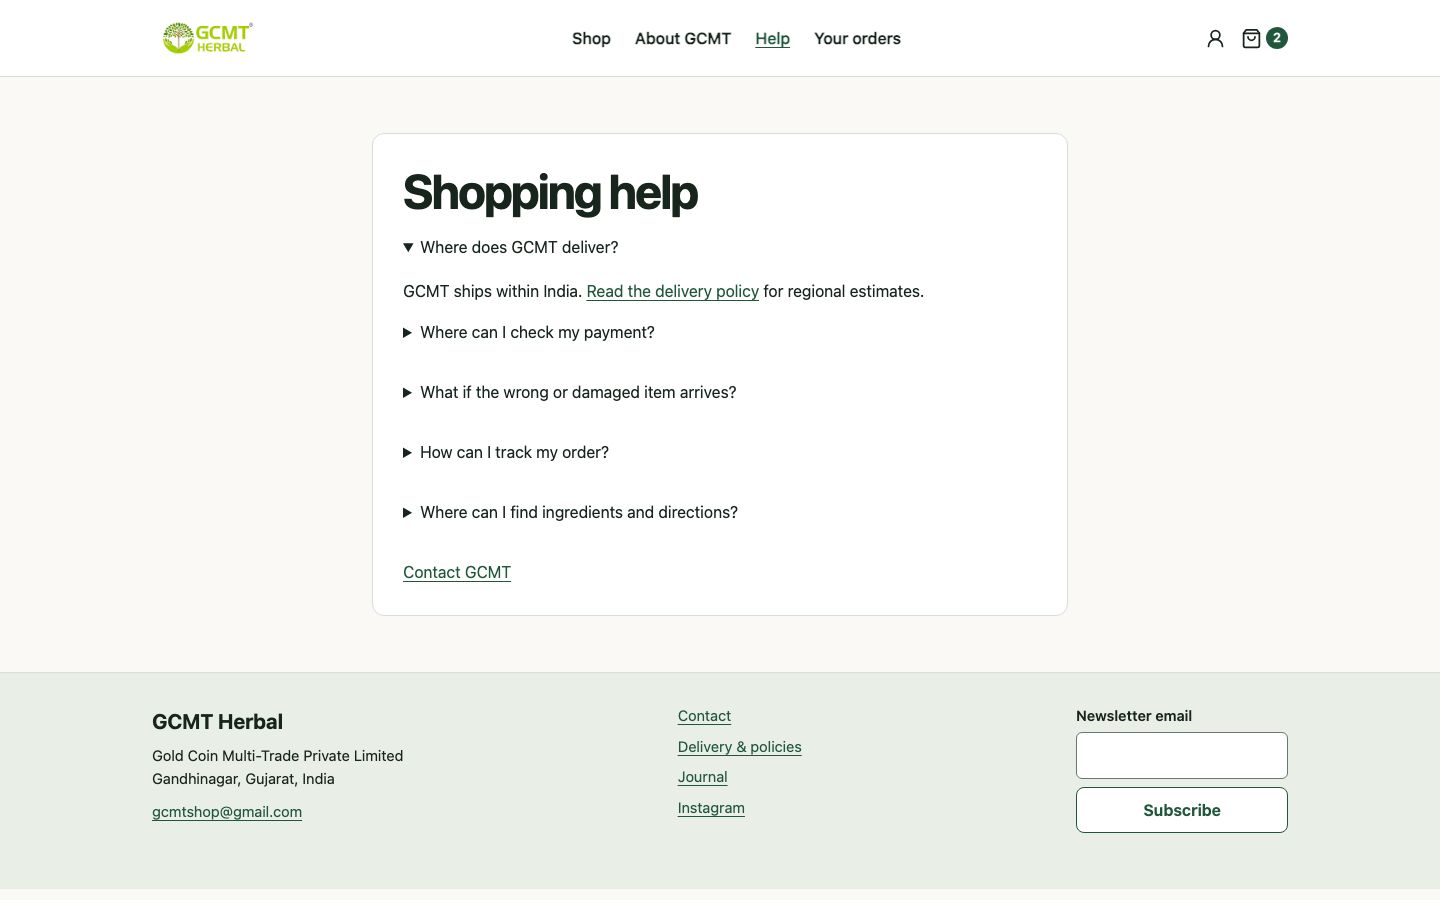 GCMT®
HERBAL
Shop
About GCMT
Help
Your orders
2
Shopping help
Where does GCMT deliver?
GCMT ships within India. Read the delivery policy for regional estimates.
Where can I check my payment?
What if the wrong or damaged item arrives?
How can I track my order?
Where can I find ingredients and directions?
Contact GCMT
GCMT Herbal
Gold Coin Multi-Trade Private Limited
Gandhinagar, Gujarat, India
gcmtshop@gmail.com
Contact
Delivery & policies
Journal
Instagram
Newsletter email
Subscribe